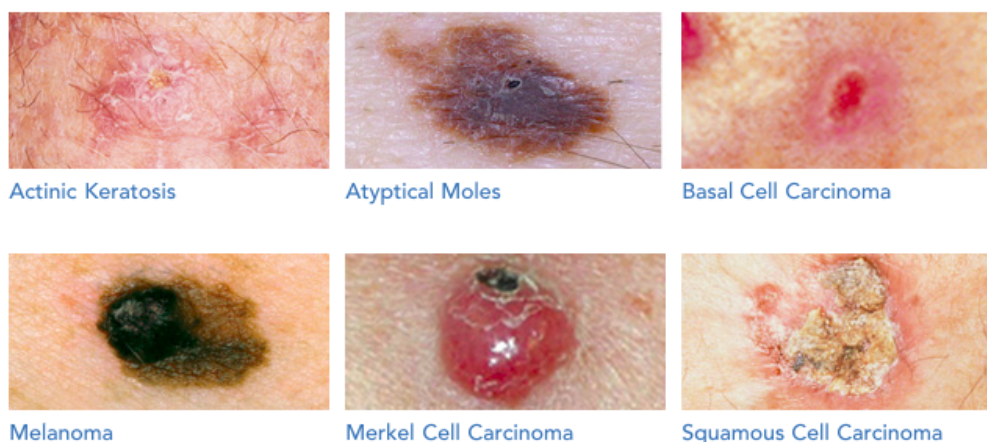 Actinic Keratosis
Atyptical Moles
Basal Cell Carcinoma
Melanoma
Merkel Cell Carcinoma
Squamous Cell Carcinoma